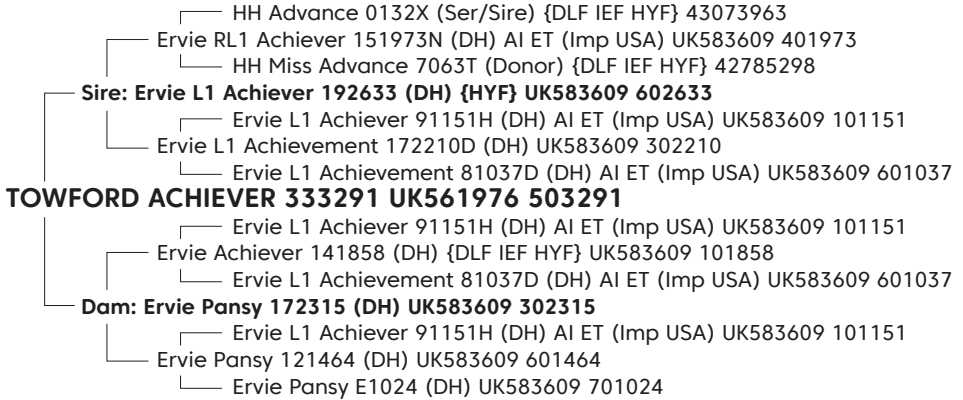 HH Advance 0132X (Ser/Sire) {DLF IEF HYF} 43073963
Ervie RL1 Achiever 151973N (DH) AI ET (Imp USA) UK583609 401973
HH Miss Advance 7063T (Donor) {DLF IEF HYF} 42785298
Sire: Ervie L1 Achiever 192633 (DH) {HYF} UK583609 602633
Ervie L1 Achiever 91151H (DH) AI ET (Imp USA) UK583609 101151
Ervie L1 Achievement 172210D (DH) UK583609 302210
Ervie L1 Achievement 81037D (DH) AI ET (Imp USA) UK583609 601037
TOWFORD ACHIEVER 333291 UK561976 503291
Ervie L1 Achiever 91151H (DH) AI ET (Imp USA) UK583609 101151
Ervie Achiever 141858 (DH) {DLF IEF HYF} UK583609 101858
Ervie L1 Achievement 81037D (DH) AI ET (Imp USA) UK583609 601037
Dam: Ervie Pansy 172315 (DH) UK583609 302315
Ervie L1 Achiever 91151H (DH) AI ET (Imp USA) UK583609 101151
Ervie Pansy 121464 (DH) UK583609 601464
Ervie Pansy E1024 (DH) UK583609 701024